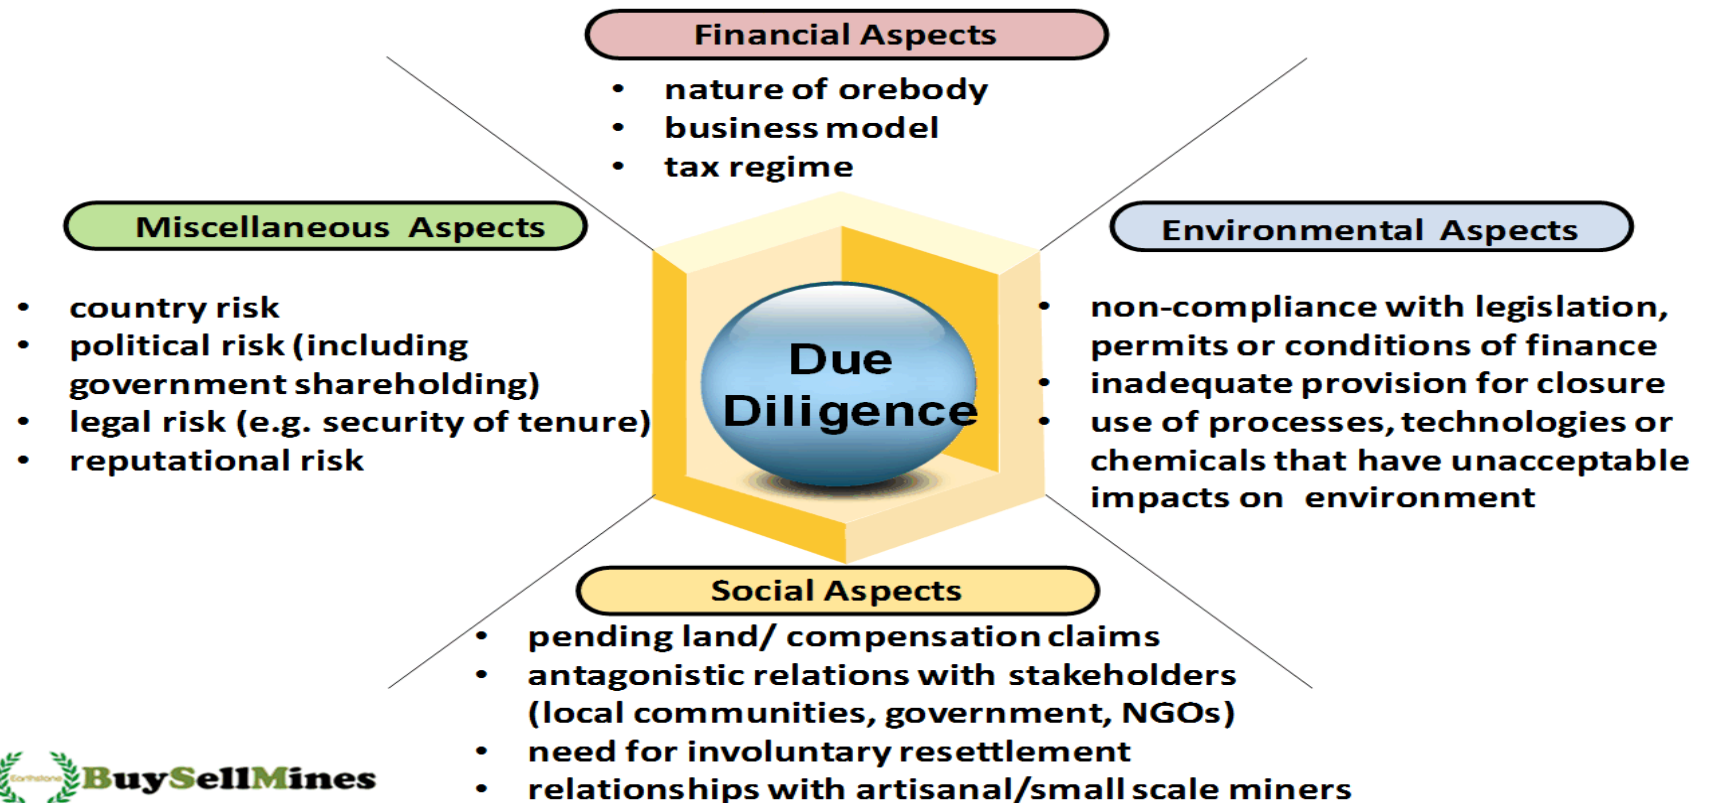 Financial Aspects
• nature of orebody
• business model
• tax regime
Miscellaneous Aspects
• country risk
• political risk (including
government shareholding)
• legal risk (e.g. security of tenure)
• reputational risk
Due
Diligence
Environmental Aspects
• non-compliance with legislation,
permits or conditions of finance
• inadequate provision for closure
• use of processes, technologies or
chemicals that have unacceptable
impacts on environment
Social Aspects
• pending land/ compensation claims
• antagonistic relations with stakeholders
(local communities, government, NGOs)
• need for involuntary resettlement
• relationships with artisanal/small scale miners
Earthstone
BuySellMines